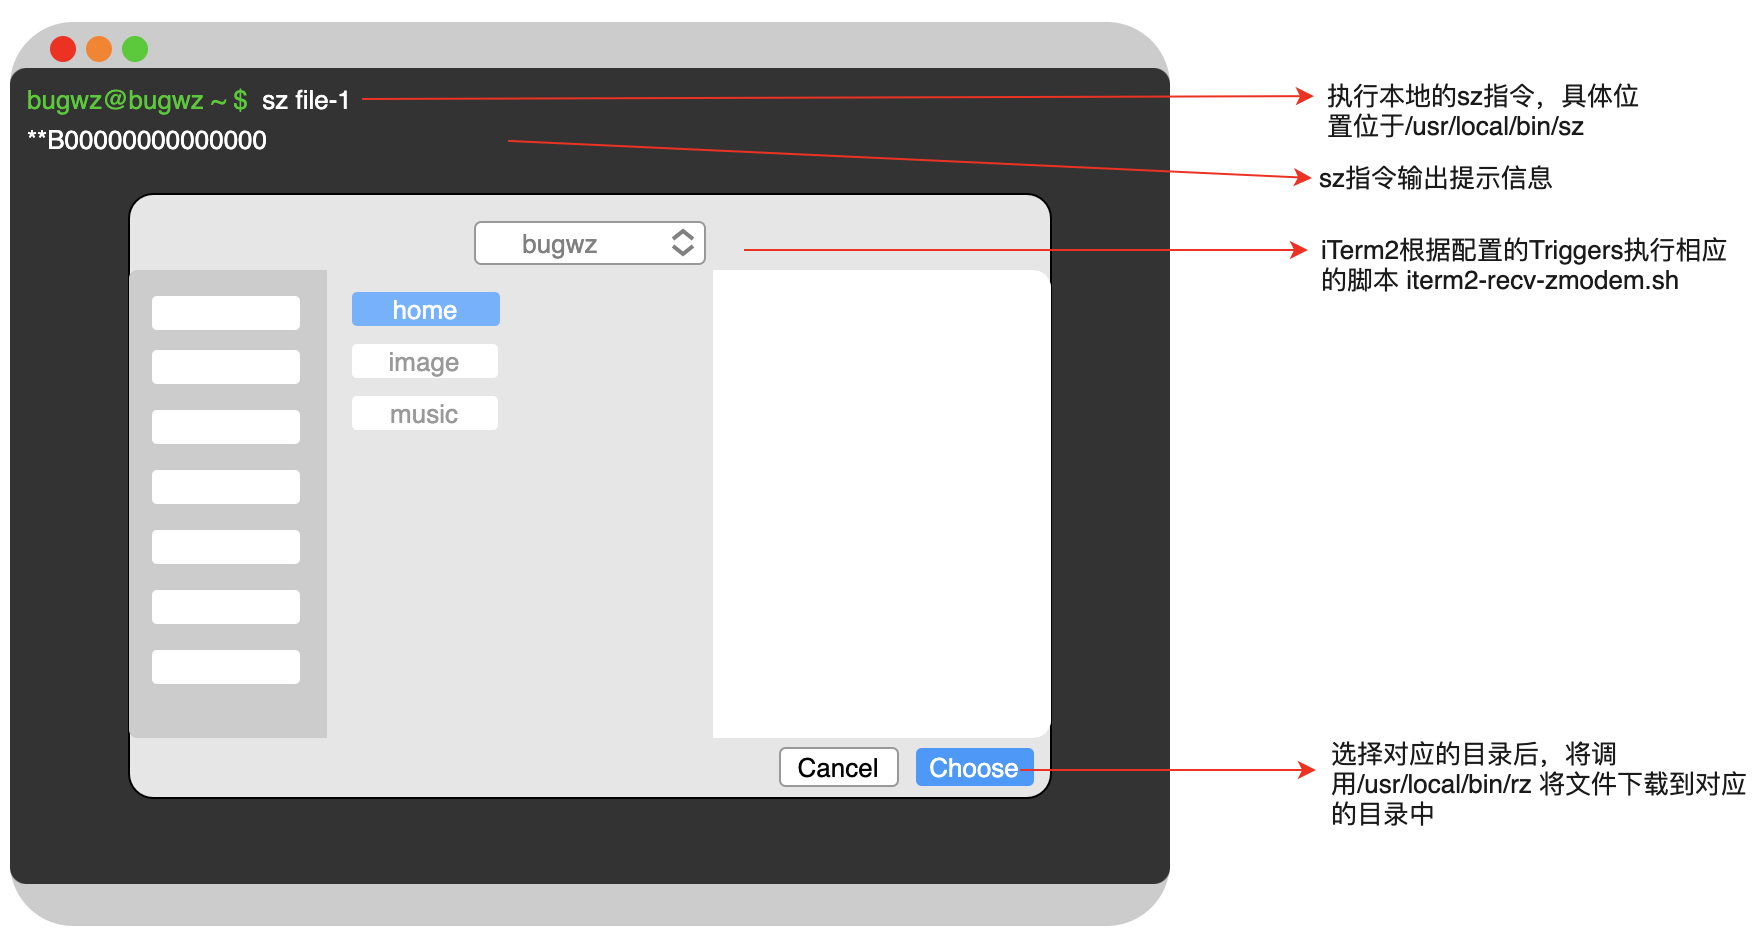 bugwz@bugwz ~ $ sz file-1
**B00000000000000
bugwz
home
image
music
Cancel
Choose
执行本地的sz指令，具体位
置位于/usr/local/bin/sz
sz指令输出提示信息
iTerm2根据配置的Triggers执行相应
的脚本 iterm2-recv-zmodem.sh
选择对应的目录后，将调
用/usr/local/bin/rz 将文件下载到对应
的目录中